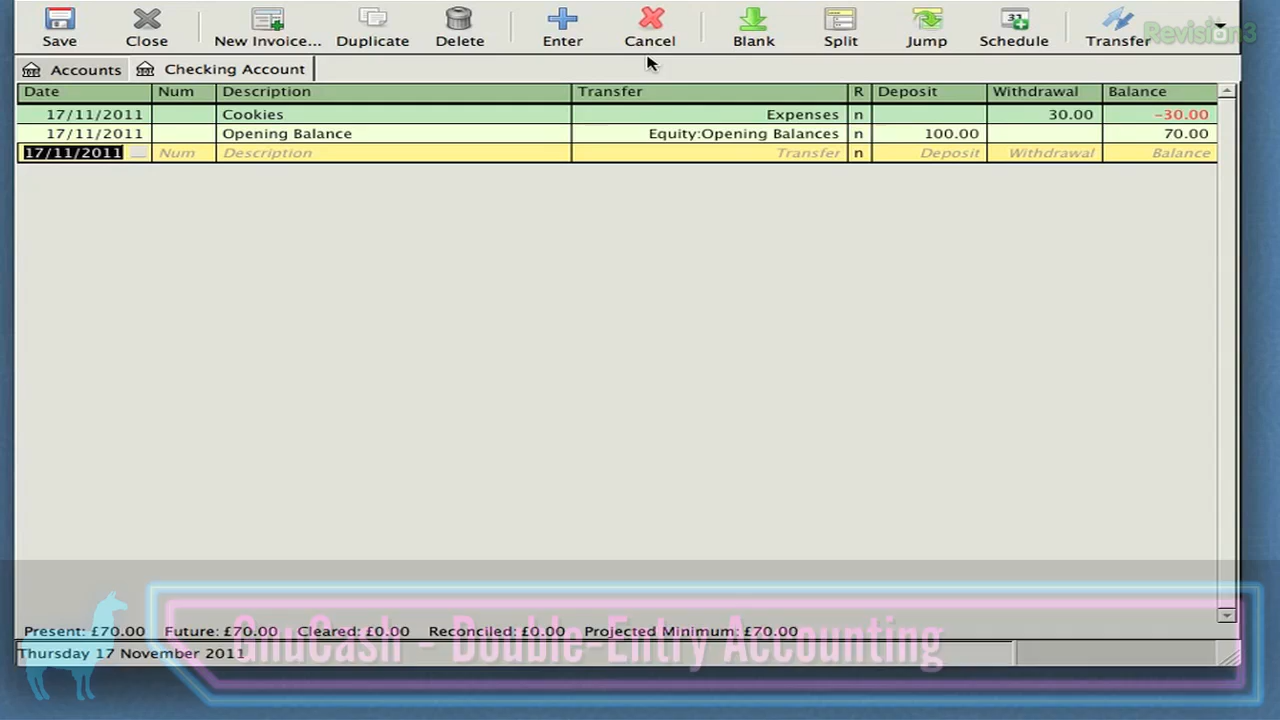 Save Close New Invoice... Duplicate Delete Enter Cancel Blank Split Jump Schedule Transfer Revision3
Accounts Checking Account
Date Num Description Transfer R Deposit Withdrawal Balance
17/11/2011 Cookies Expenses n 30.00 -30.00
17/11/2011 Opening Balance Equity:Opening Balances n 100.00 70.00
17/11/2011 Num Description Transfer n Deposit Withdrawal Balance
Present: £70.00 Future: £70.00 Cleared: £0.00 Reconciled: £0.00 Projected Minimum: £70.00
GnuCash - Double-Entry Accounting
Thursday 17 November 2011